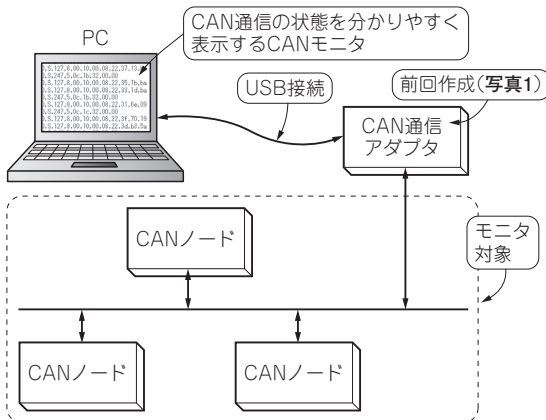 CAN通信の状態を分かりやすく
表示するCANモニタ
PC
USB接続
前回作成(写真1)
CAN通信
アダプタ
CANノード
モニタ
対象
CANノード
CANノード